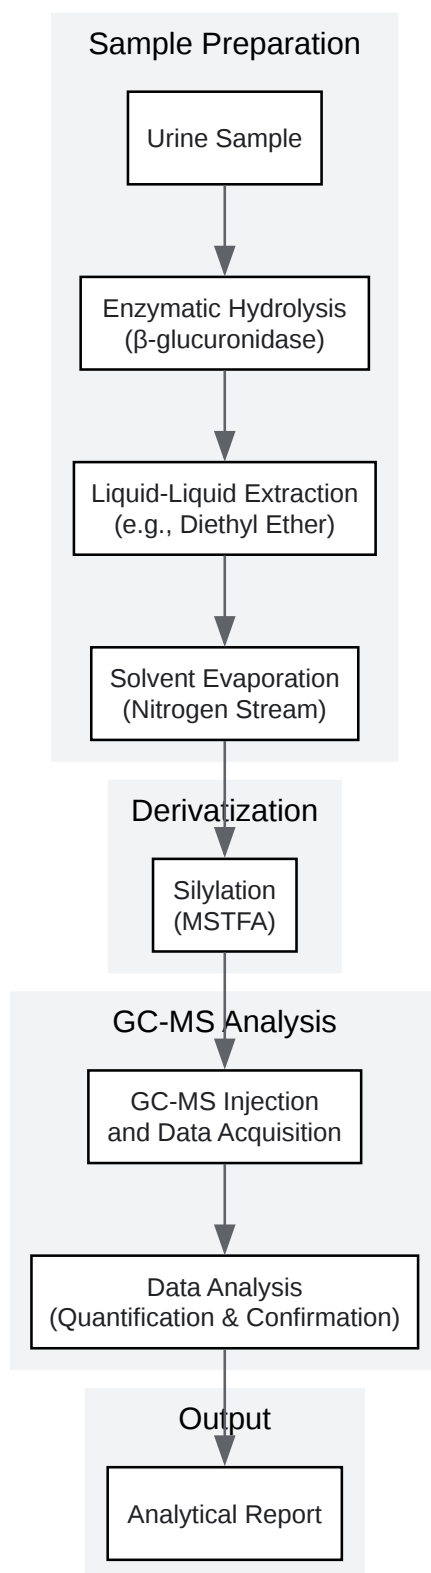 Sample Preparation
Urine Sample
Enzymatic Hydrolysis
(β-glucuronidase)
Liquid-Liquid Extraction
(e.g., Diethyl Ether)
Solvent Evaporation
(Nitrogen Stream)
Derivatization
Silylation
(MSTFA)
GC-MS Analysis
GC-MS Injection
and Data Acquisition
Data Analysis
(Quantification & Confirmation)
Output
Analytical Report